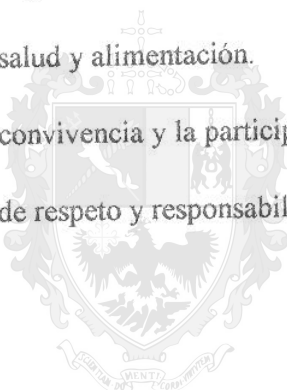 salud y alimentación.
convivencia y la particip
de respeto y responsabil